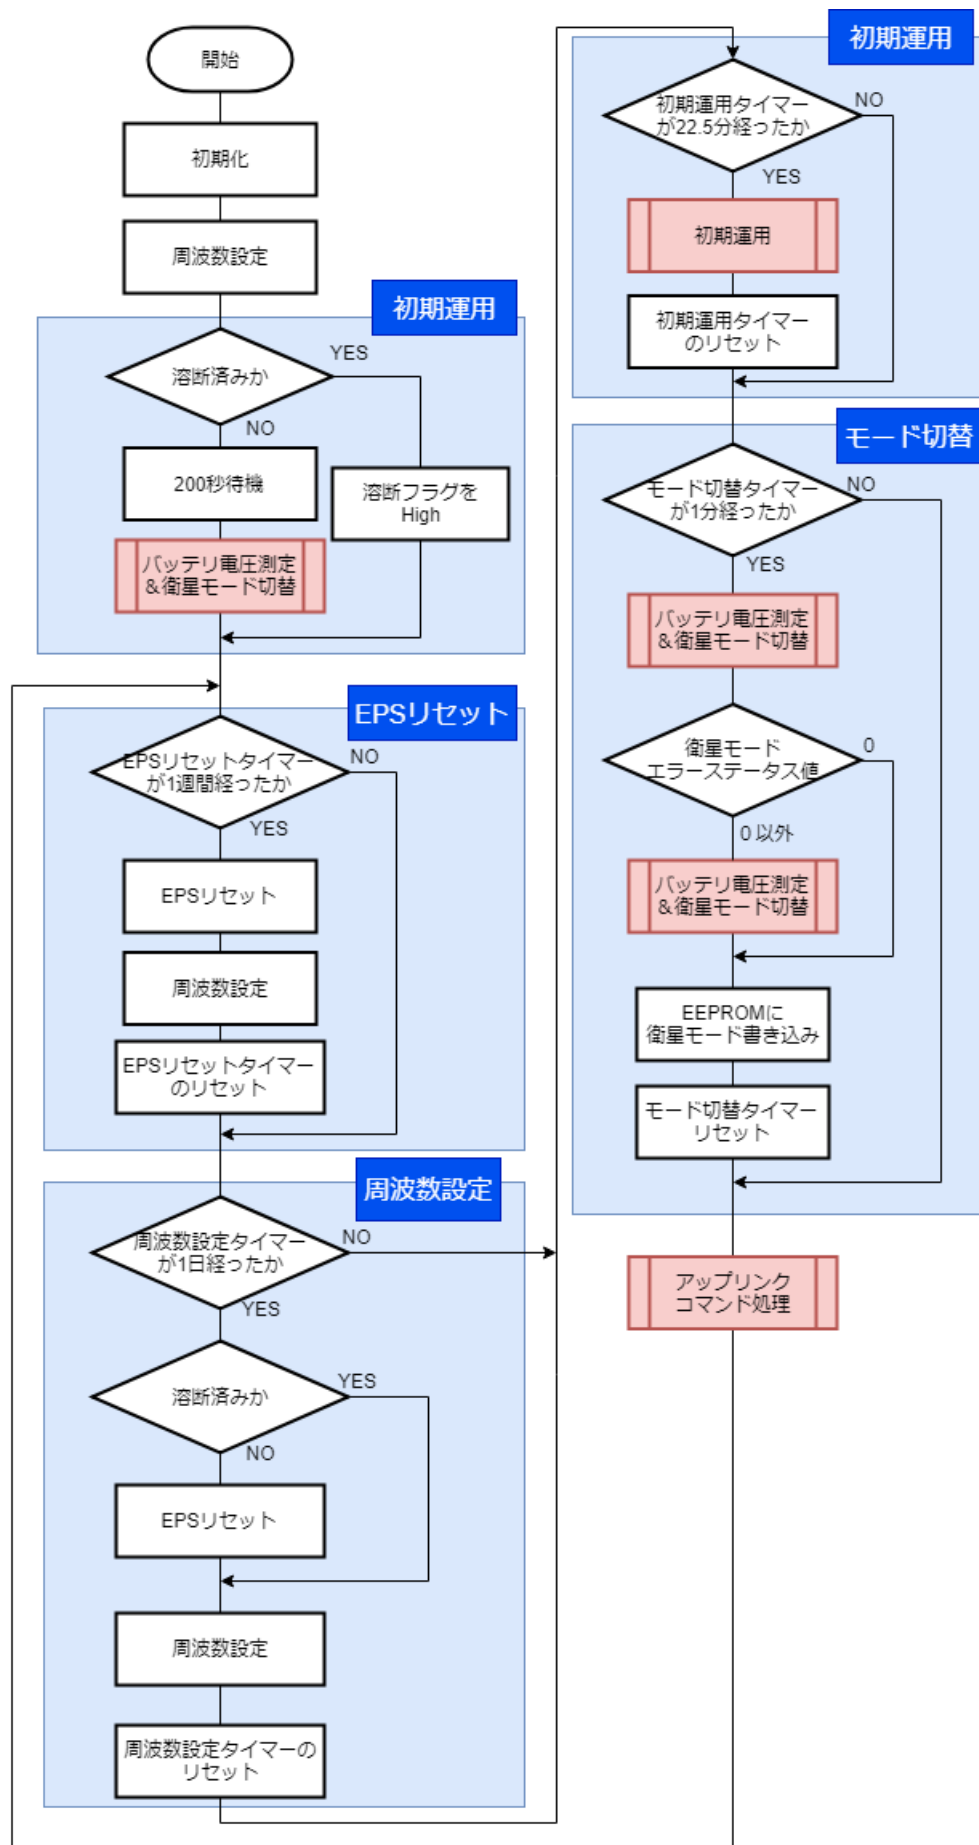 開始
初期化
周波数設定
初期運用
溶断済みか
YES
NO
200秒待機
溶断フラグを
High
バッテリ電圧測定
&衛星モード切替
EPSリセット
EPSリセットタイマー
が1週間経ったか
NO
YES
EPSリセット
周波数設定
EPSリセットタイマー
のリセット
周波数設定
周波数設定タイマー
が1日経ったか
NO
YES
溶断済みか
YES
NO
EPSリセット
周波数設定
周波数設定タイマーの
リセット
初期運用
初期運用タイマー
が22.5分経ったか
NO
YES
初期運用
初期運用タイマー
のリセット
モード切替
モード切替タイマー
が1分経ったか
NO
YES
バッテリ電圧測定
&衛星モード切替
衛星モード
エラーステータス値
0
0 以外
バッテリ電圧測定
&衛星モード切替
EEPROMに
衛星モード書き込み
モード切替タイマー
リセット
アップリンク
コマンド処理